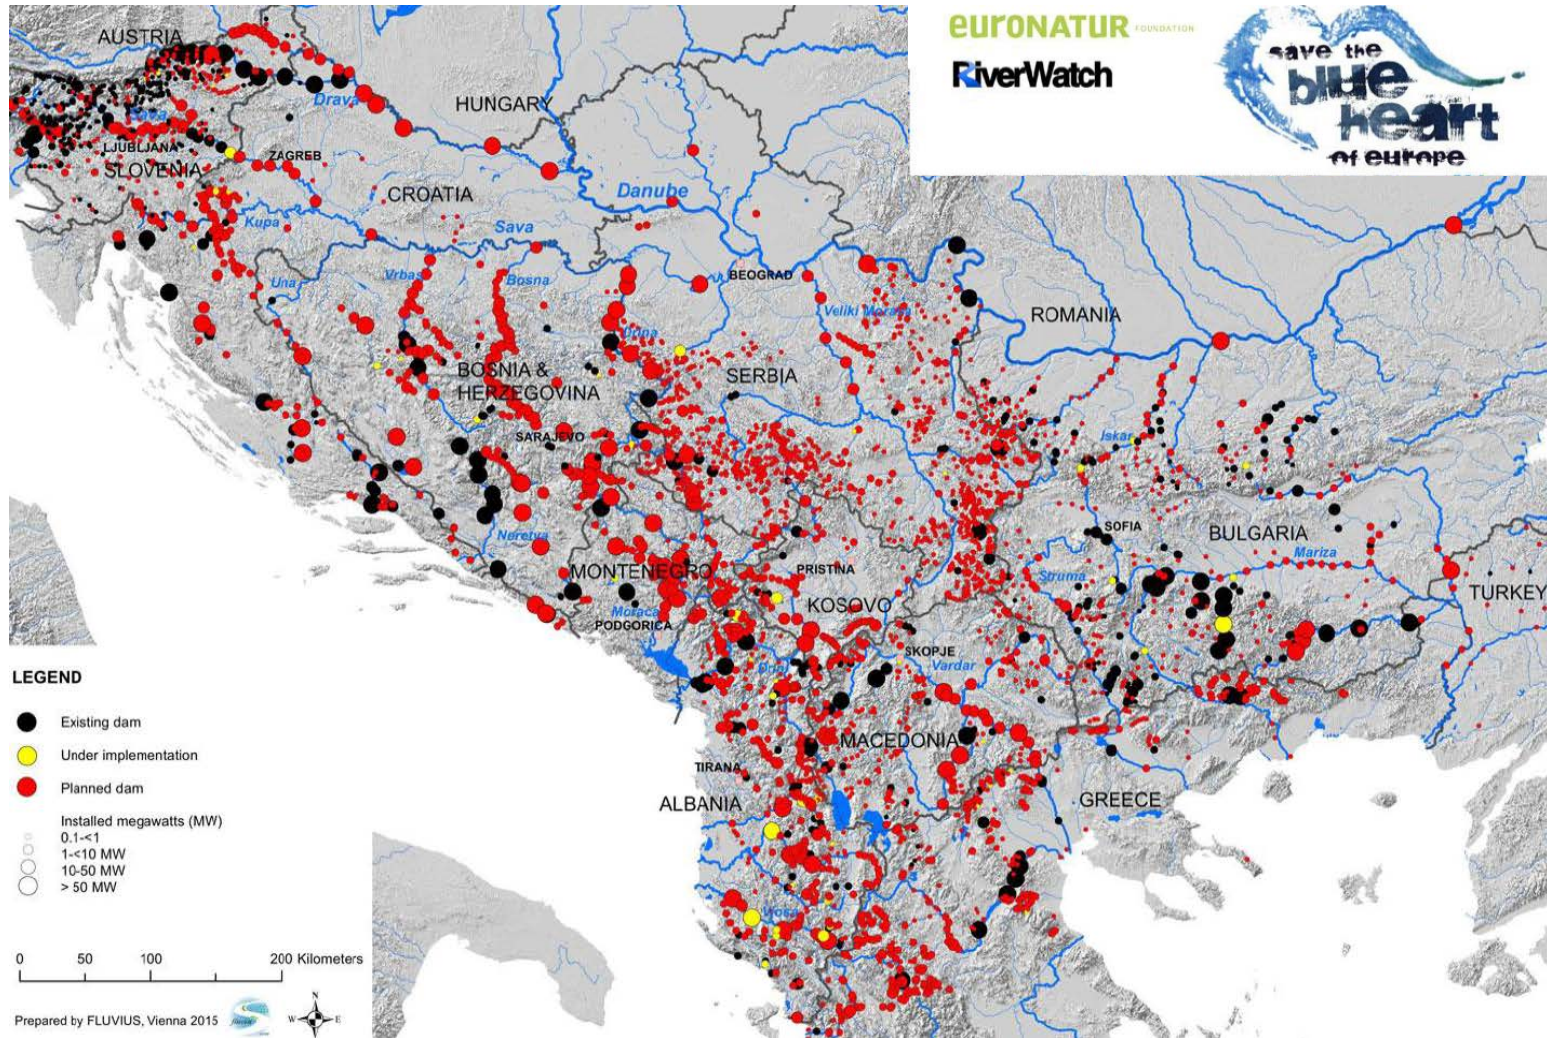 euronatur FOUNDATION
RiverWatch
save the
blue
heart
of europe
AUSTRIA
HUNGARY
Drava
Sava
LJUBLJANA
SLOVENIA
ZAGREB
CROATIA
Danube
Kupa
Sava
Una
Vrbas
Bosna
BEOGRAD
ROMANIA
Veliki Morava
Drina
BOSNIA &
HERZEGOVINA
SERBIA
SARAJEVO
Iskar
SOFIA
BULGARIA
Neretva
Mariza
MONTENEGRO
PRISTINA
Struma
TURKEY
KOSOVO
Moraca
PODGORICA
SKOPJE
Drin
Vardar
MACEDONIA
TIRANA
ALBANIA
GREECE
Vjosa
LEGEND
Existing dam
Under implementation
Planned dam
Installed megawatts (MW)
0.1-<1
1-<10 MW
10-50 MW
> 50 MW
0 50 100 200 Kilometers
Prepared by FLUVIUS, Vienna 2015
N
W E
S